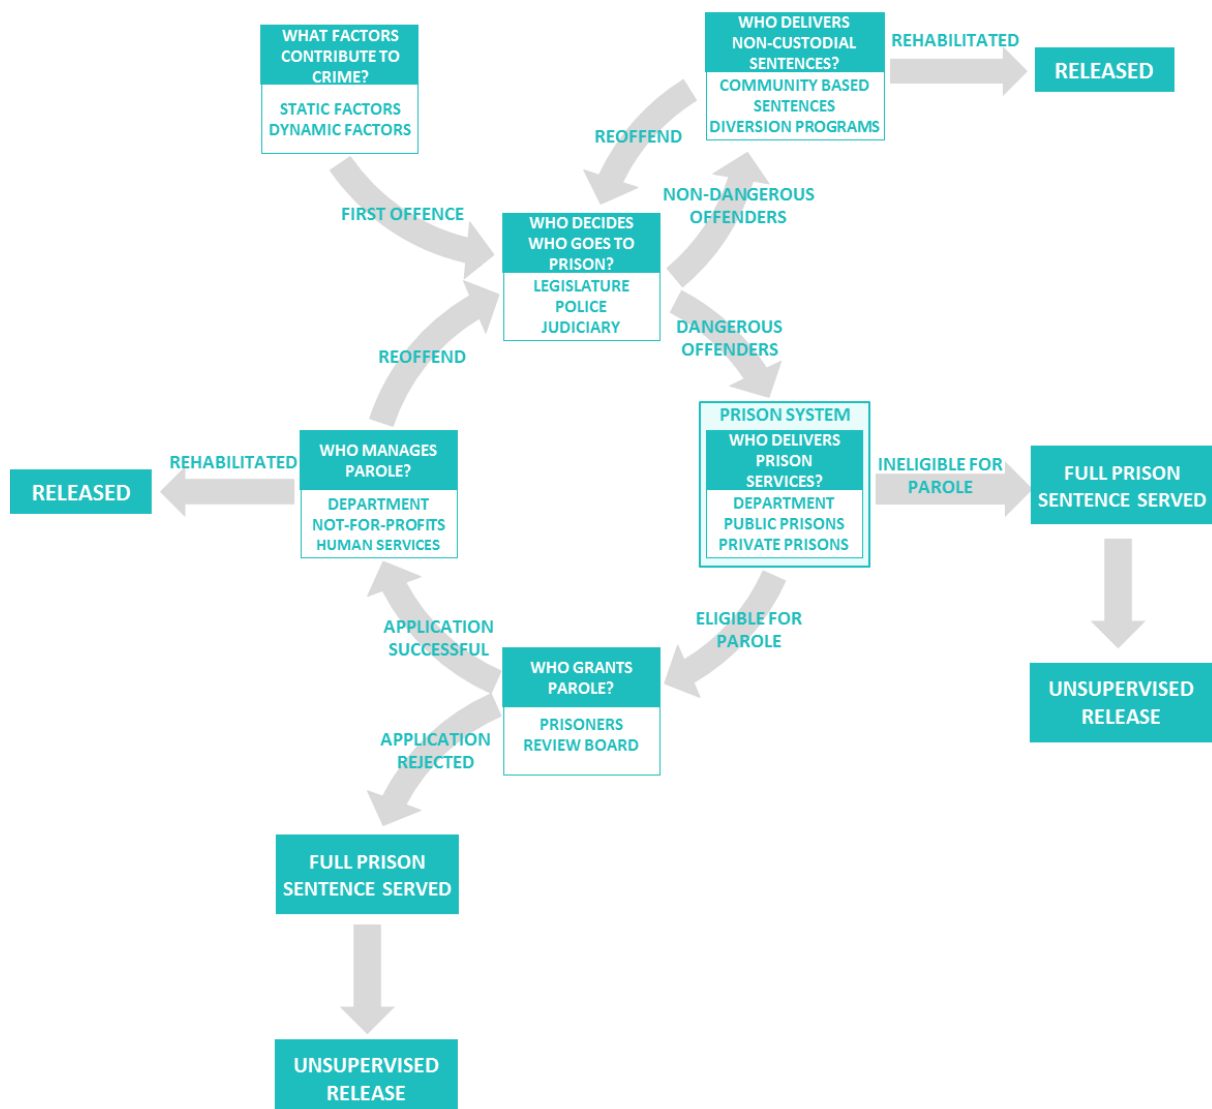 WHAT FACTORS
CONTRIBUTE TO
CRIME?
STATIC FACTORS
DYNAMIC FACTORS
WHO DELIVERS
NON-CUSTODIAL
SENTENCES?
COMMUNITY BASED
SENTENCES
DIVERSION PROGRAMS
REHABILITATED
RELEASED
REOFFEND
NON-DANGEROUS
OFFENDERS
FIRST OFFENCE
WHO DECIDES
WHO GOES TO
PRISON?
LEGISLATURE
POLICE
JUDICIARY
DANGEROUS
OFFENDERS
REOFFEND
PRISON SYSTEM
WHO DELIVERS
PRISON
SERVICES?
DEPARTMENT
PUBLIC PRISONS
PRIVATE PRISONS
INELIGIBLE FOR
PAROLE
FULL PRISON
SENTENCE SERVED
UNSUPERVISED
RELEASE
WHO MANAGES
PAROLE?
DEPARTMENT
NOT-FOR-PROFITS
HUMAN SERVICES
REHABILITATED
RELEASED
ELIGIBLE FOR
PAROLE
APPLICATION
SUCCESSFUL
WHO GRANTS
PAROLE?
PRISONERS
REVIEW BOARD
APPLICATION
REJECTED
FULL PRISON
SENTENCE SERVED
UNSUPERVISED
RELEASE